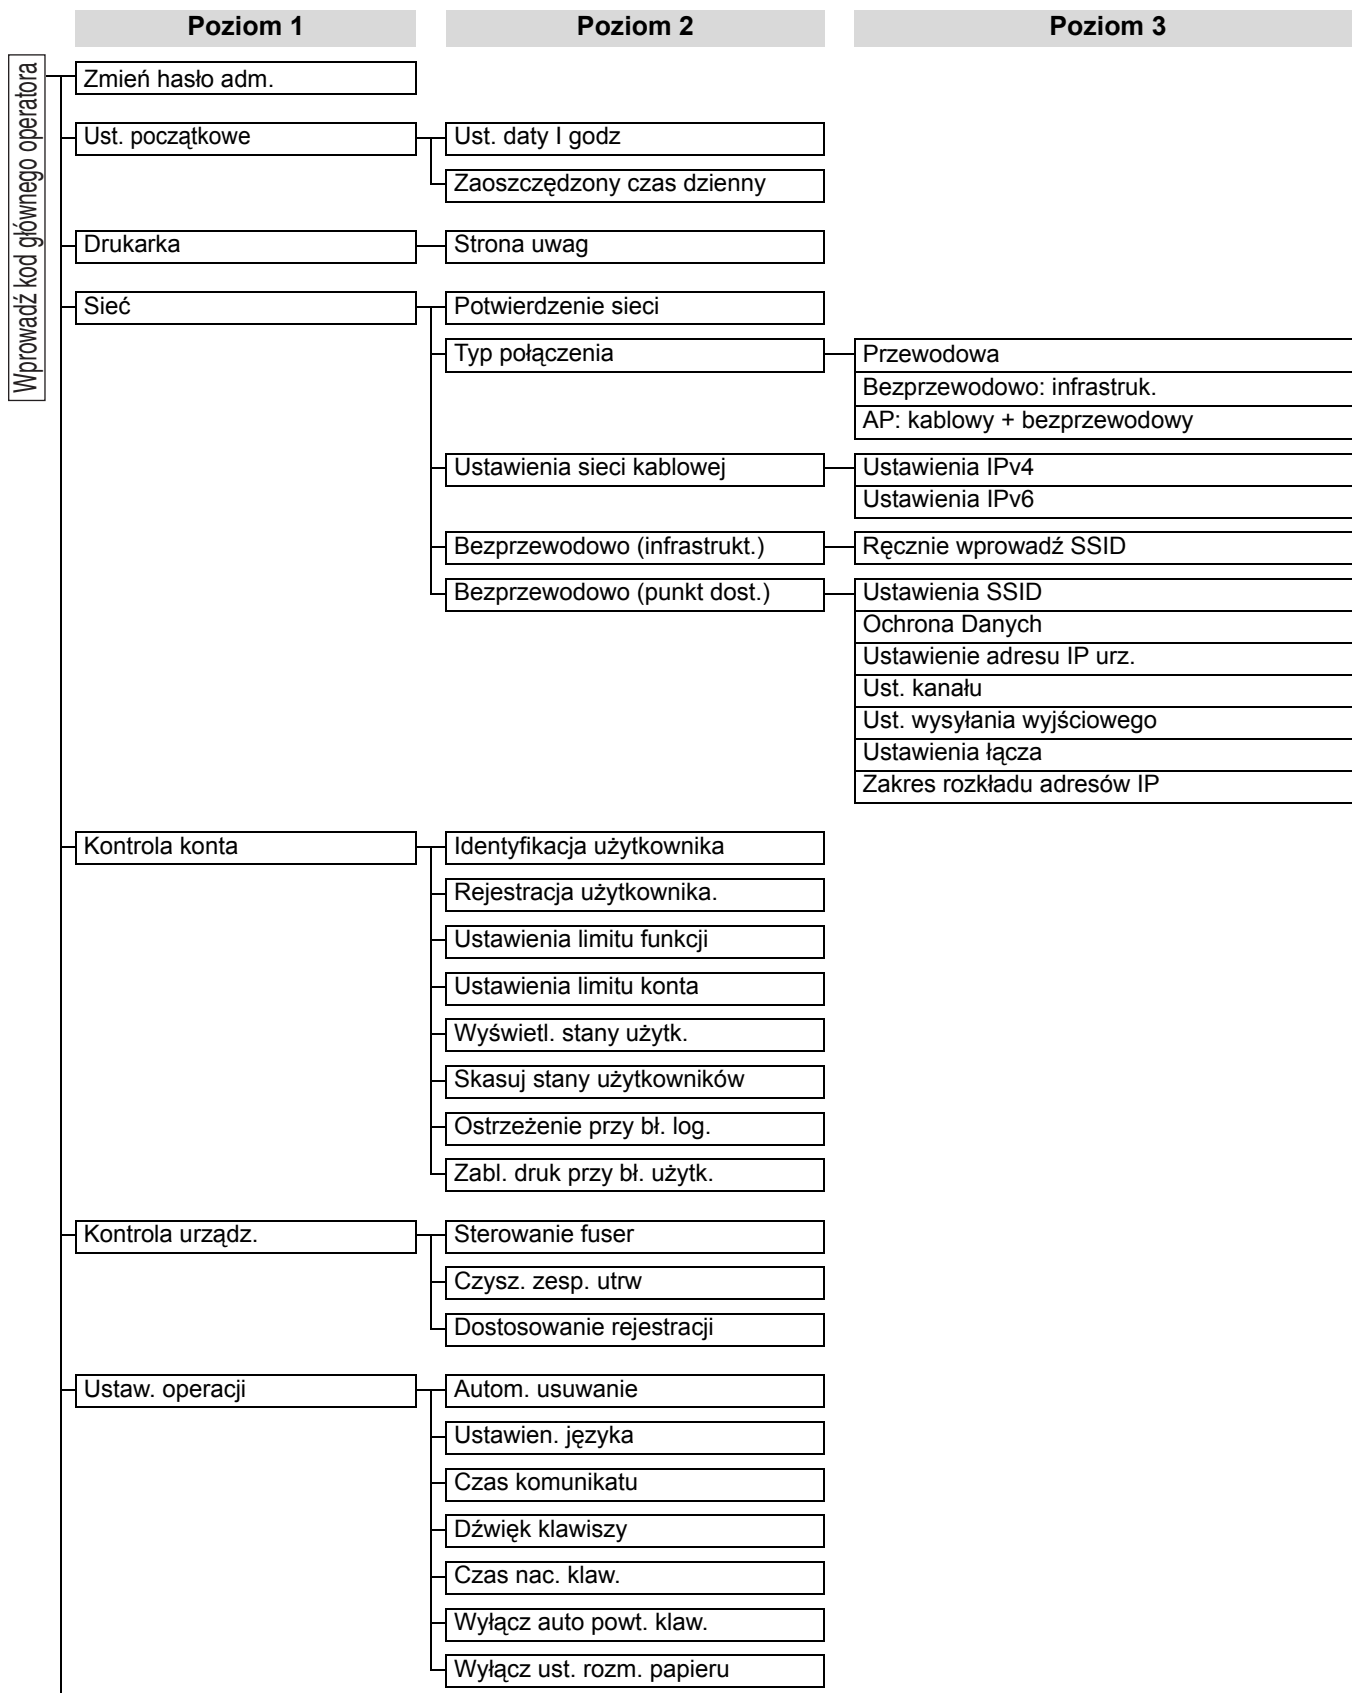 Poziom 1
Poziom 2
Poziom 3
Wprowadź kod głównego operatora
Zmień hasło adm.
Ust. początkowe
Ust. daty I godz
Zaoszczędzony czas dzienny
Drukarka
Strona uwag
Sieć
Potwierdzenie sieci
Typ połączenia
Przewodowa
Bezprzewodowo: infrastruk.
AP: kablowy + bezprzewodowy
Ustawienia sieci kablowej
Ustawienia IPv4
Ustawienia IPv6
Bezprzewodowo (infrastrukt.)
Ręcznie wprowadź SSID
Bezprzewodowo (punkt dost.)
Ustawienia SSID
Ochrona Danych
Ustawienie adresu IP urz.
Ust. kanału
Ust. wysyłania wyjściowego
Ustawienia łącza
Zakres rozkładu adresów IP
Kontrola konta
Identyfikacja użytkownika
Rejestracja użytkownika.
Ustawienia limitu funkcji
Ustawienia limitu konta
Wyświetl. stany użytk.
Skasuj stany użytkowników
Ostrzeżenie przy bł. log.
Zabl. druk przy bł. użytk.
Kontrola urządz.
Sterowanie fuser
Czysz. zesp. utrw
Dostosowanie rejestracji
Ustaw. operacji
Autom. usuwanie
Ustawien. języka
Czas komunikatu
Dźwięk klawiszy
Czas nac. klaw.
Wyłącz auto powt. klaw.
Wyłącz ust. rozm. papieru